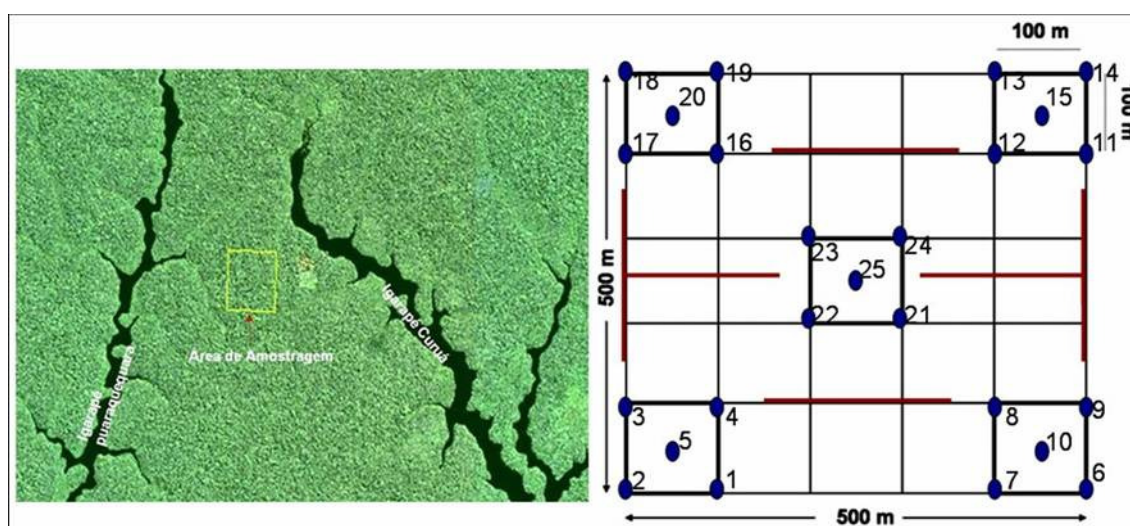 Igarapé
puaraquequara
Igarapé Curuá
Área de Amostragem
100 m
18 19 13 14
20 15
100 m
17 16 12 11
23 24
25
500 m
22 21
3 4 8 9
5 10
2 1 7 6
500 m